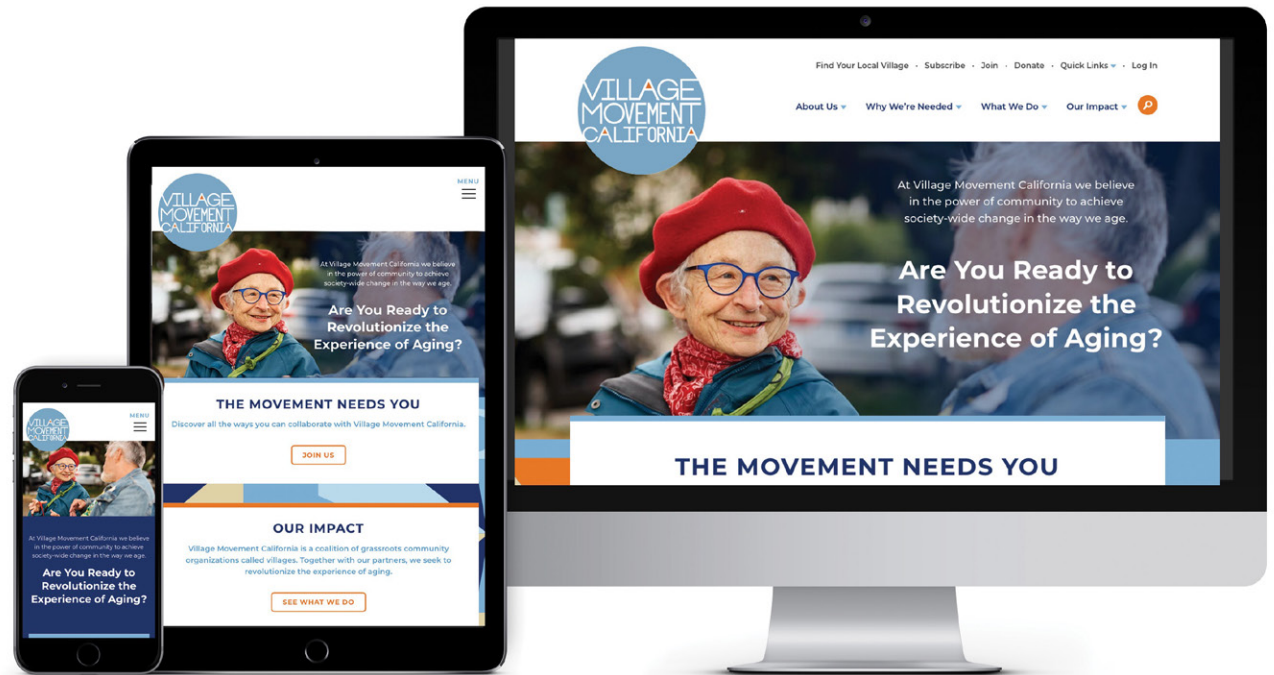 VILLAGE
MOVEMENT
CALIFORNIA
MENU
At Village Movement California we believe
in the power of community to achieve
society-wide change in the way we age.
Are You Ready to
Revolutionize the
Experience of Aging?
VILLAGE
MOVEMENT
CALIFORNIA
MENU
At Village Movement California we believe
in the power of community to achieve
society-wide change in the way we age.
Are You Ready to
Revolutionize the
Experience of Aging?
THE MOVEMENT NEEDS YOU
Discover all the ways you can collaborate with Village Movement California.
JOIN US
OUR IMPACT
Village Movement California is a coalition of grassroots community
organizations called villages. Together with our partners, we seek to
revolutionize the experience of aging.
SEE WHAT WE DO
VILLAGE
MOVEMENT
CALIFORNIA
Find Your Local Village · Subscribe · Join · Donate · Quick Links · Log In
About Us Why We're Needed What We Do Our Impact
At Village Movement California we believe
in the power of community to achieve
society-wide change in the way we age.
Are You Ready to
Revolutionize the
Experience of Aging?
THE MOVEMENT NEEDS YOU